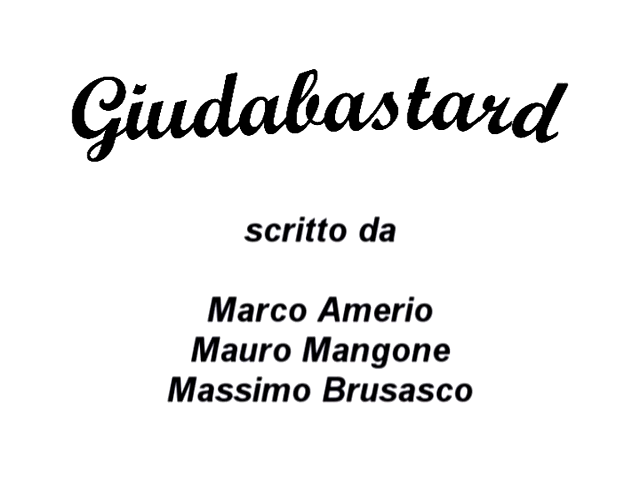 Giudabastard
scritto da
Marco Amerio
Mauro Mangone
Massimo Brusasco